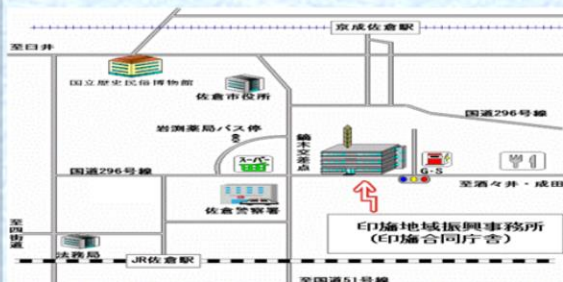 京成佐倉駅
至臼井
国立歴史民俗博物館
佐倉市役所
国道296号線
岩渕薬局バス停
鏑木交差点
スーパー
国道296号線
G-S
至酒々井・成田
佐倉警察署
印旛地域振興事務所
(印旛合同庁舎)
至四街道
法務局
JR佐倉駅
至国道51号線